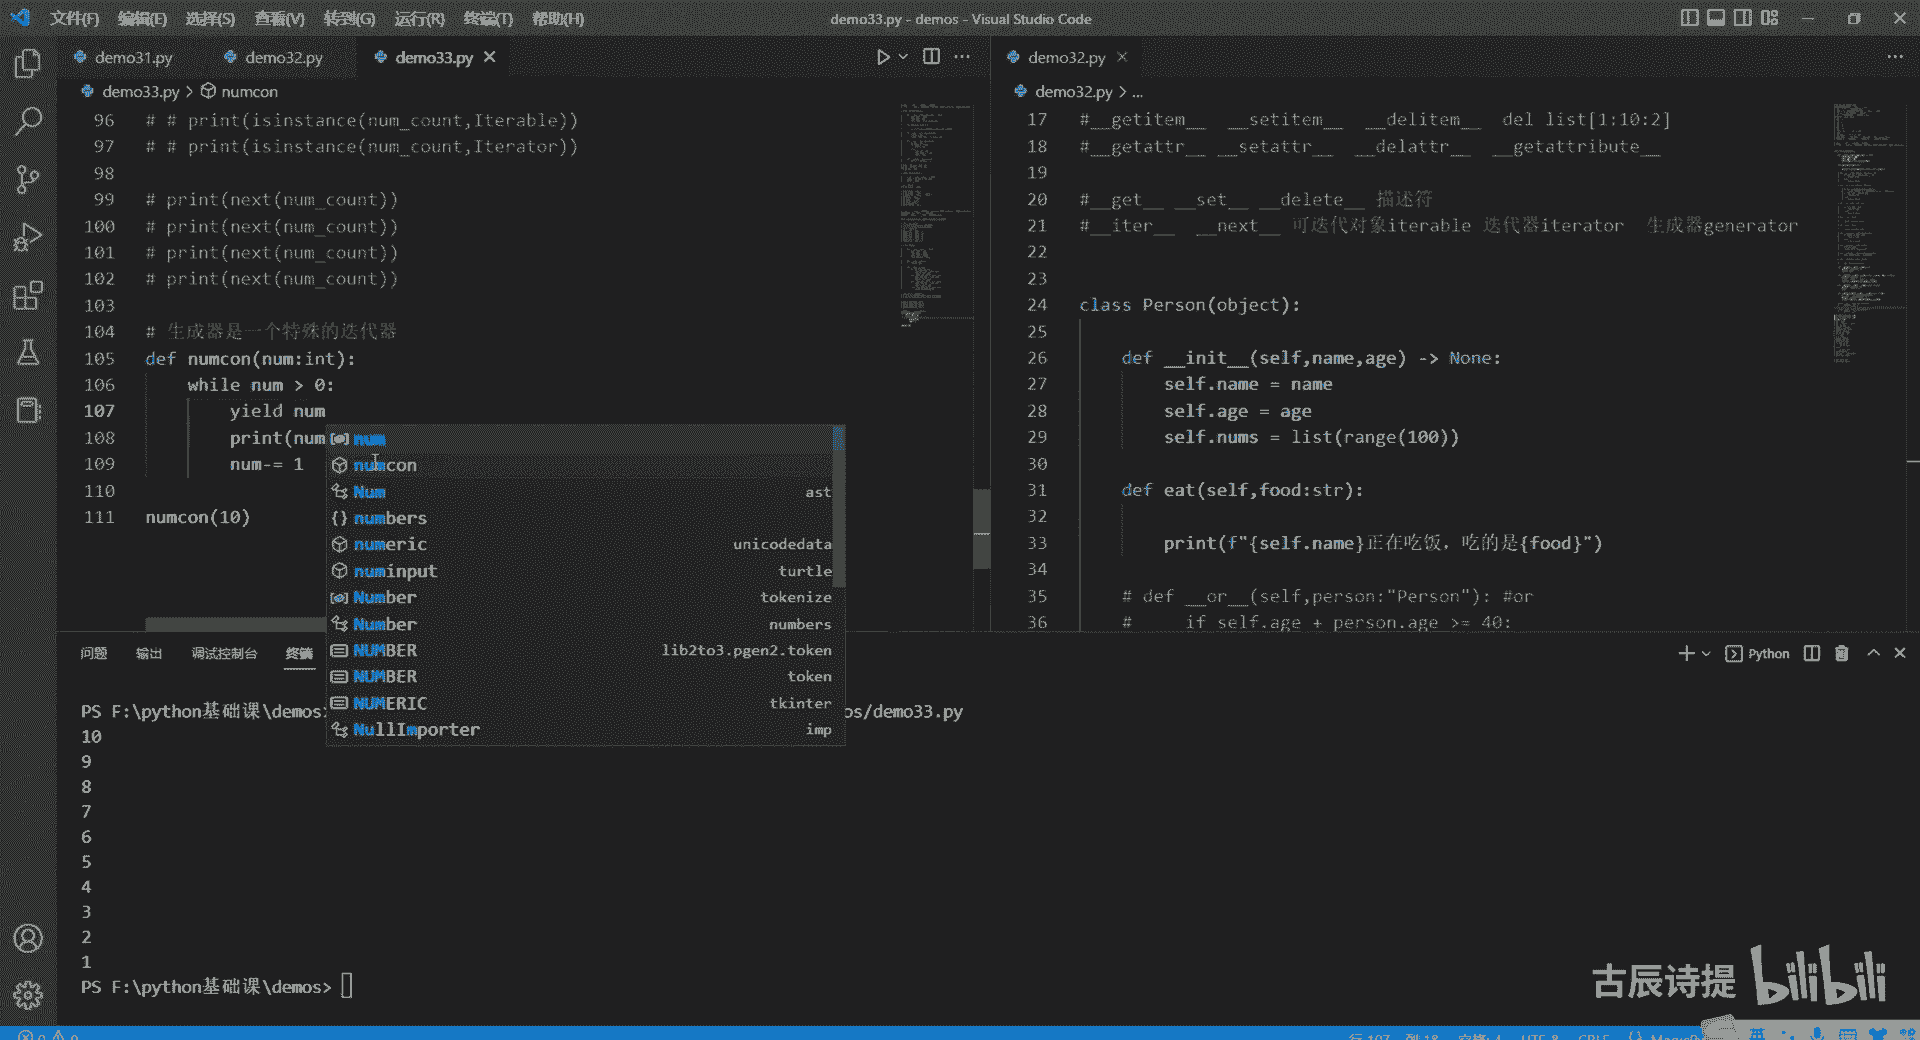 文件(F) 编辑(E) 选择(S) 查看(V) 转到(G) 运行(R) 终端(T) 帮助(H)
demo33.py - demos - Visual Studio Code
demo31.py demo32.py demo33.py
demo33.py > numcon
96 # # print(isinstance(num_count,Iterable))
97 # # print(isinstance(num_count,Iterator))
98
99 # print(next(num_count))
100 # print(next(num_count))
101 # print(next(num_count))
102 # print(next(num_count))
103
104 # 生成器是一个特殊的迭代器
105 def numcon(num:int):
106 while num > 0:
107 yield num
108 print(num
109 num-= 1
110
111 numcon(10)
num
numcon
Num ast
numbers
numeric unicodedata
numinput turtle
Number tokenize
Number numbers
NUMBER lib2to3.pgen2.token
NUMBER token
NUMERIC tkinter
NullImporter imp
demo32.py
demo32.py > ...
17 #__getitem__ __setitem__ __delitem__ del list[1:10:2]
18 #__getattr__ __setattr__ __delattr__ __getattribute__
19
20 #__get__ __set__ __delete__ 描述符
21 #__iter__ __next__ 可迭代对象iterable 迭代器iterator 生成器generator
22
23
24 class Person(object):
25
26 def __init__(self,name,age) -> None:
27 self.name = name
28 self.age = age
29 self.nums = list(range(100))
30
31 def eat(self,food:str):
32
33 print(f"{self.name}正在吃饭，吃的是{food}")
34
35 # def __or__(self,person:"Person"): #or
36 # if self.age + person.age >= 40:
问题 输出 调试控制台 终端
Python
PS F:\python基础课\demos> os/demo33.py
10
9
8
7
6
5
4
3
2
1
PS F:\python基础课\demos>
古辰诗提 bilibili